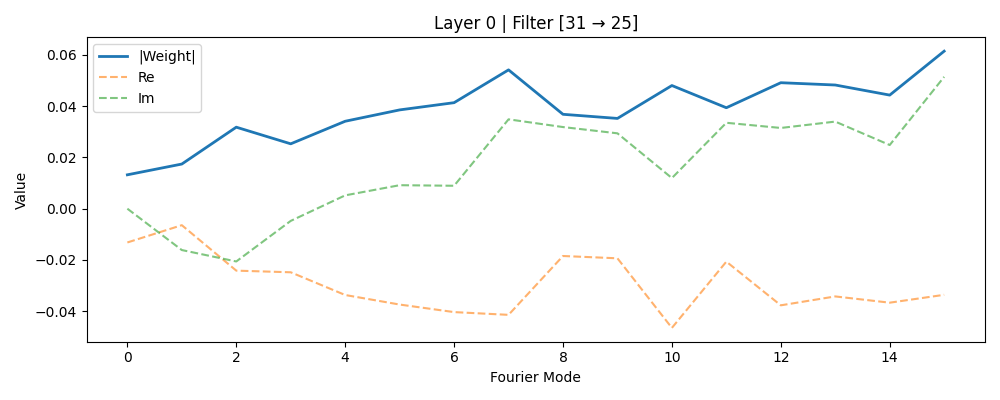 Layer 0 | Filter [31 → 25]
|Weight|
Re
Im
0.06
0.04
0.02
0.00
−0.02
−0.04
Value
0 2 4 6 8 10 12 14
Fourier Mode